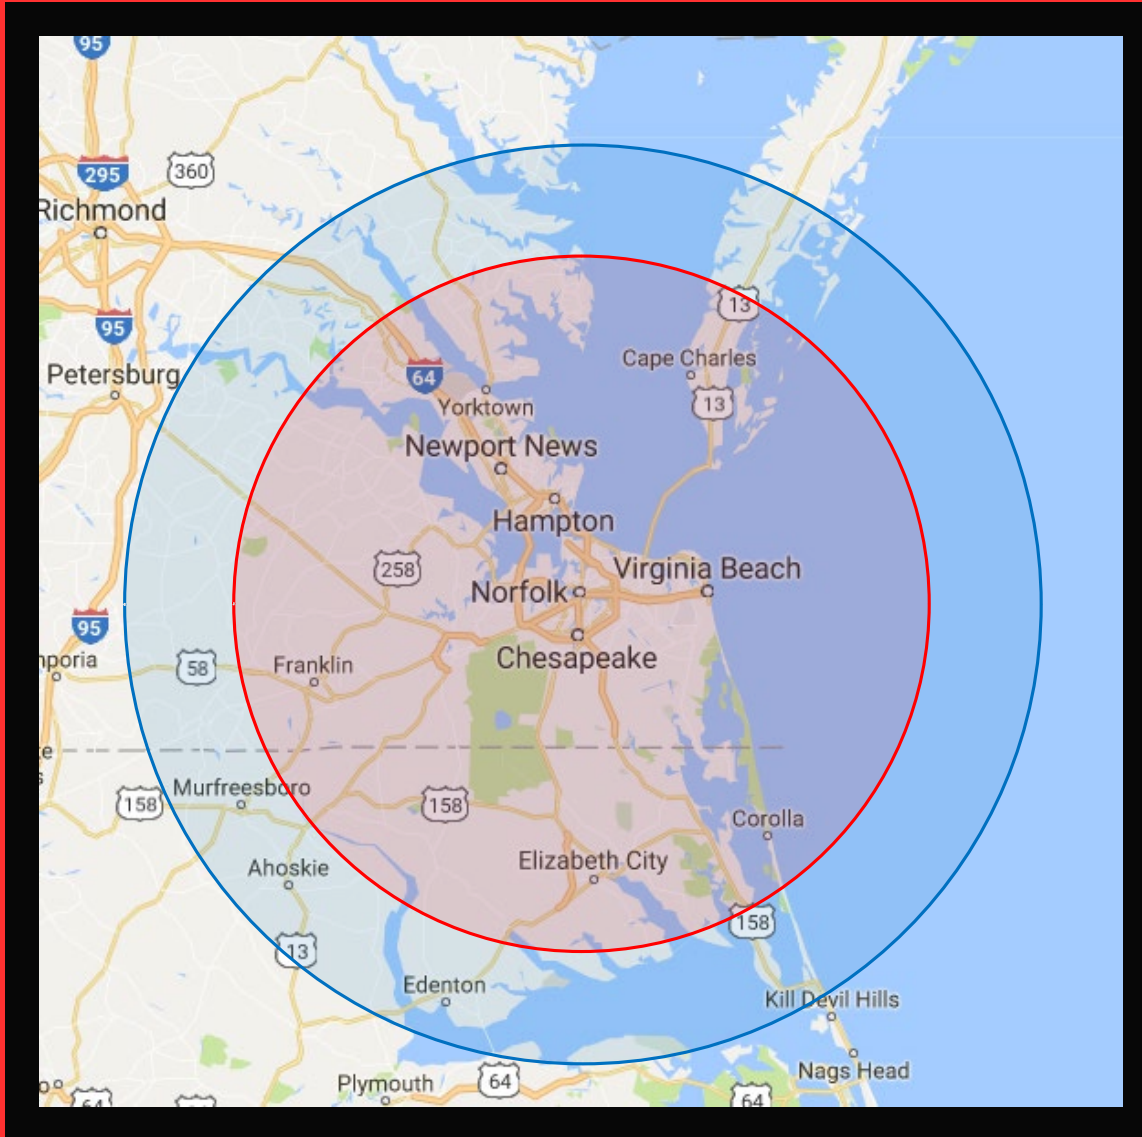 95
295
360
Richmond
13
95
Cape Charles
Petersburg
64
13
Yorktown
Newport News
Hampton
258
Virginia Beach
Norfolk
95
Chesapeake
nporia
58
Franklin
e
s
Murfreesboro
158
158
Corolla
Elizabeth City
Ahoskie
158
13
Edenton
Kill Devil Hills
Nags Head
Plymouth
64
64
64